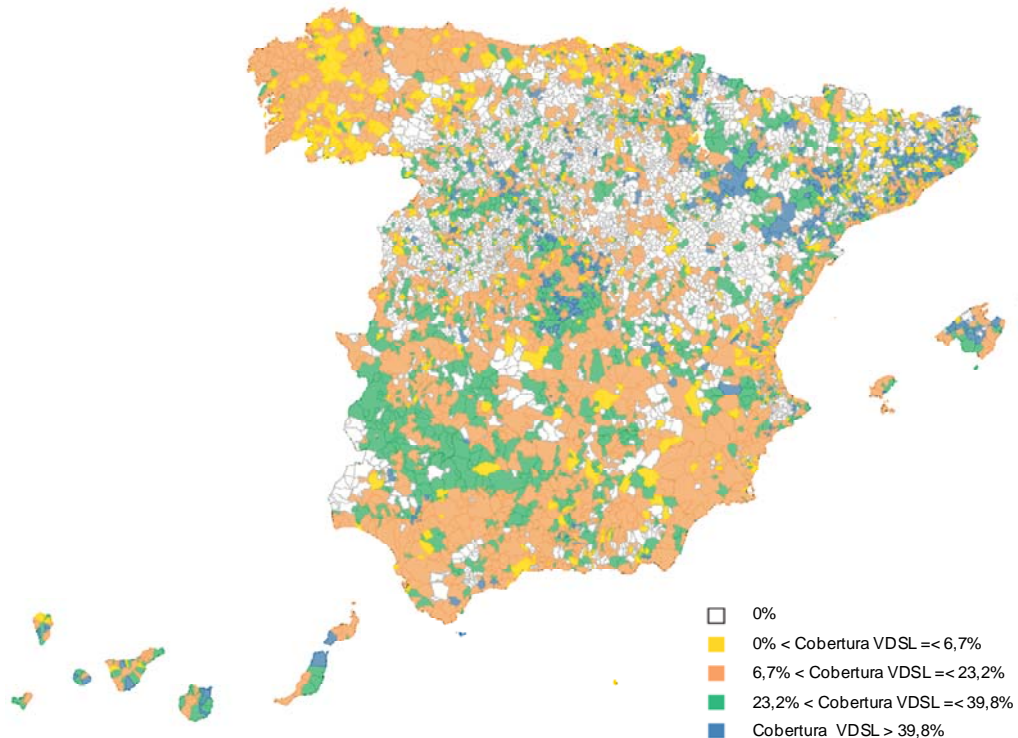 0%
0% < Cobertura VDSL =< 6,7%
6,7% < Cobertura VDSL =< 23,2%
23,2% < Cobertura VDSL =< 39,8%
Cobertura VDSL > 39,8%